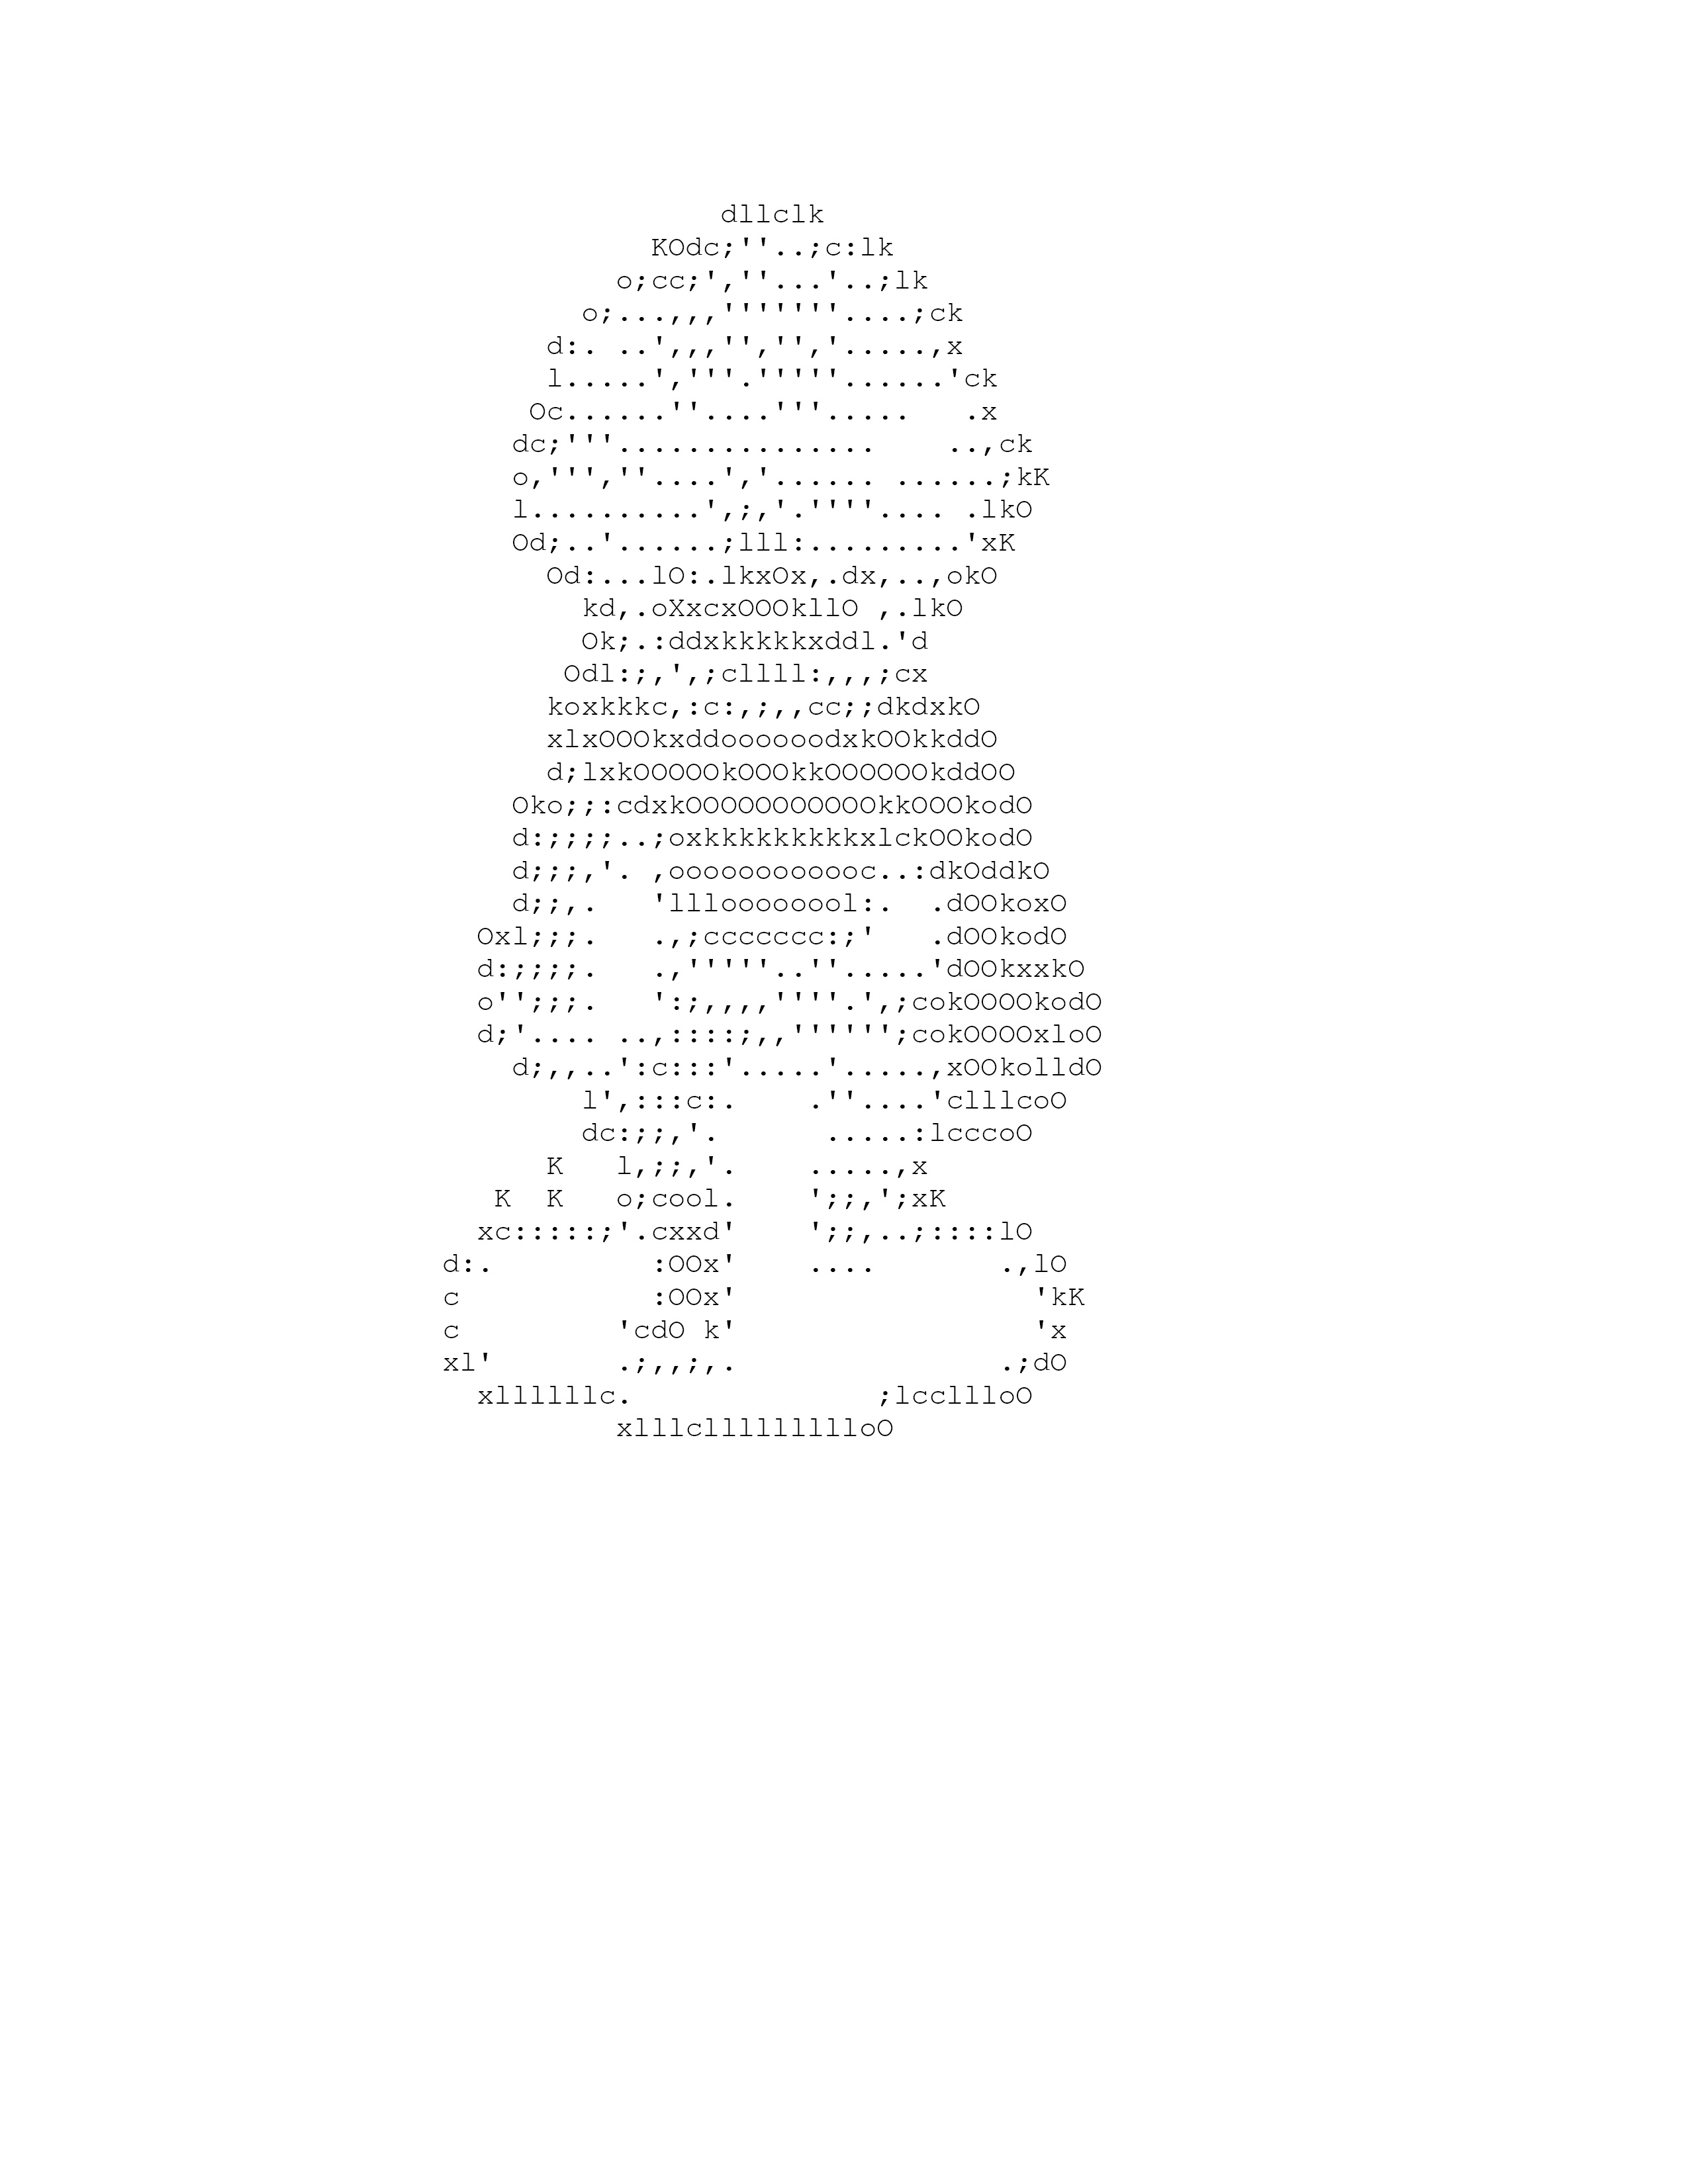 dllclk
KOdc;''..;c:lk
o;cc;',''...'..;lk
o;...,,,'''''''....;ck
d:. ..',,,'','','.....,x
l.....','''.'''''......'ck
Oc......''....'''.....   .x
dc;'''...............    ..,ck
o,''',''....','...... ......;kK
l..........',;,'.''''.... .lkO
Od;..'......;lll:.........'xK
Od:...lO:.lkxOx,.dx,..,okO
kd,.oXxcxOOOkllO ,.lkO
Ok;.:ddxkkkkkxddl.'d
Odl:;,',;cllll:,,,;cx
koxkkkc,:c:,;,,cc;;dkdxkO
xlxOOOkxddoooooodxkOOkkddO
d;lxkOOOOOkOOOkkOOOOOOkddOO
Oko;;:cdxkOOOOOOOOOOOkkOOOkodO
d:;;;;..;oxkkkkkkkkkxlckOOkodO
d;;;,'. ,oooooooooooc..:dkOddkO
d;;,.   'llloooooool:.  .dOOkoxO
Oxl;;;.   .,;ccccccc:;'   .dOOkodO
d:;;;;.   .,'''''..''.....'dOOkxxkO
o'';;;.   ':;,,,,''''.',;cokOOOOkodO
d;'.... ..,::::;,,'''''';cokOOOOxloO
d;,,..':c:::'.....'.....,xOOkolldO
l',:::c:.    .''....'clllcoO
dc:;;,'.      .....:lcccoO
K   l,;;,'.    .....,x
K  K   o;cool.    ';;,';xK
xc:::::;'.cxxd'    ';;,..;::::lO
d:.         :OOx'    ....       .,lO
c           :OOx'                 'kK
c         'cdO k'                 'x
xl'       .;,,;,.               .;dO
xllllllc.              ;lccllloO
xlllcllllllllloO